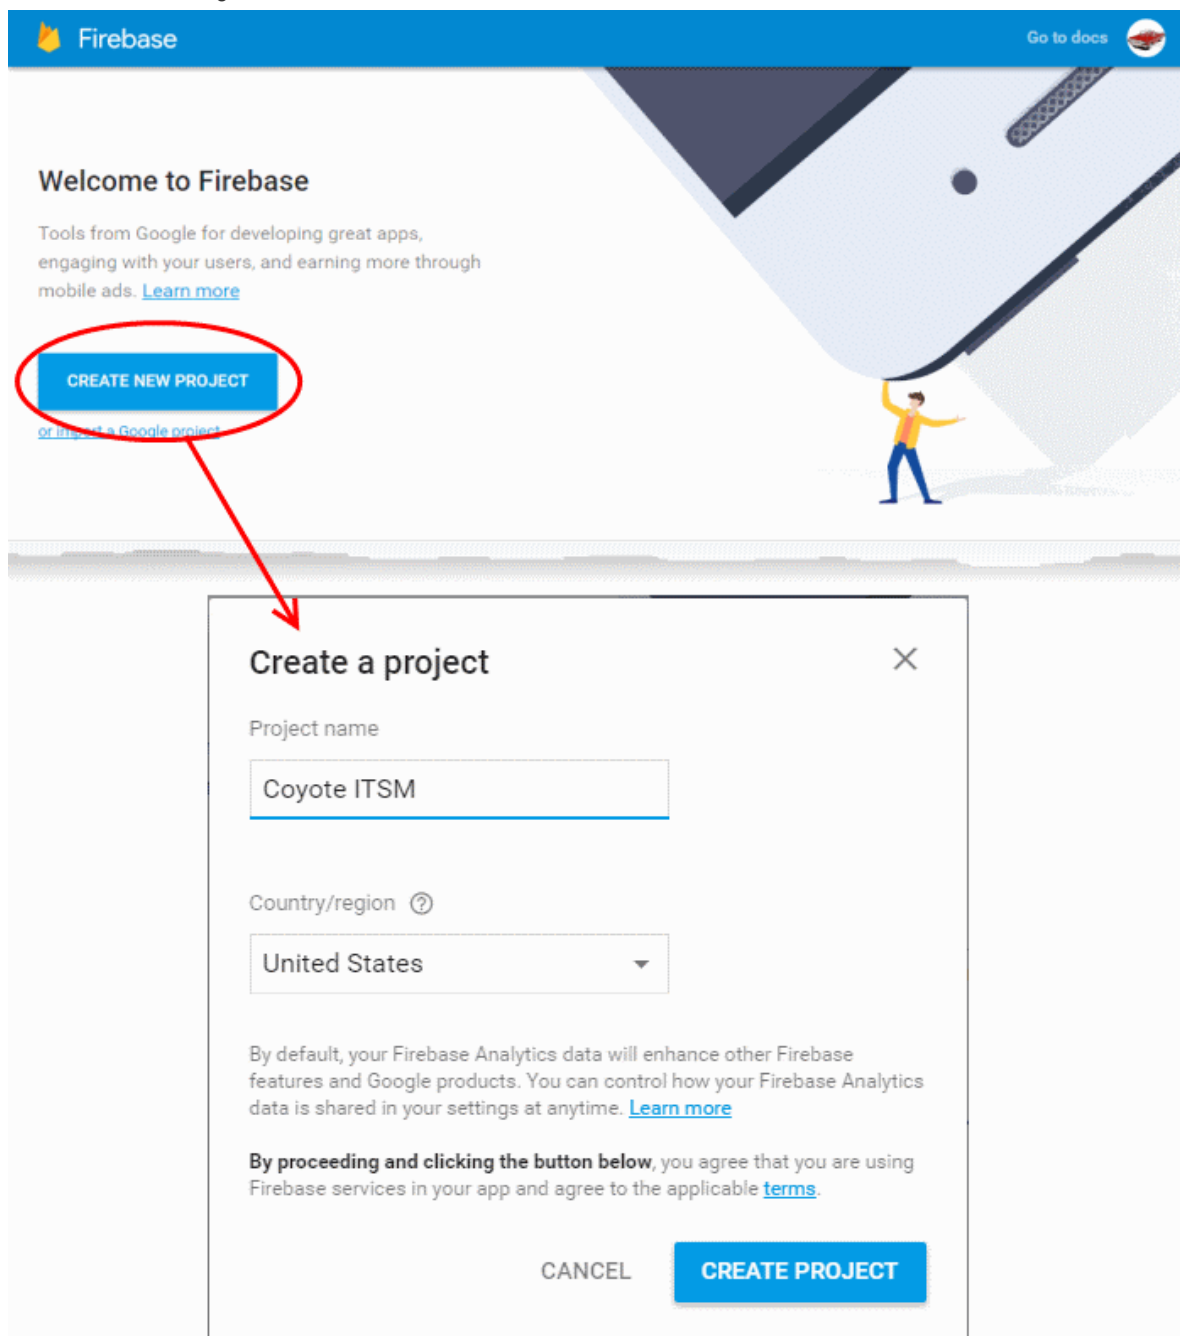 Firebase
Go to docs
Welcome to Firebase
Tools from Google for developing great apps,
engaging with your users, and earning more through
mobile ads. Learn more
CREATE NEW PROJECT
or import a Google project
Create a project
Project name
Coyote ITSM
Country/region
United States
By default, your Firebase Analytics data will enhance other Firebase
features and Google products. You can control how your Firebase Analytics
data is shared in your settings at anytime. Learn more
By proceeding and clicking the button below, you agree that you are using
Firebase services in your app and agree to the applicable terms.
CANCEL
CREATE PROJECT